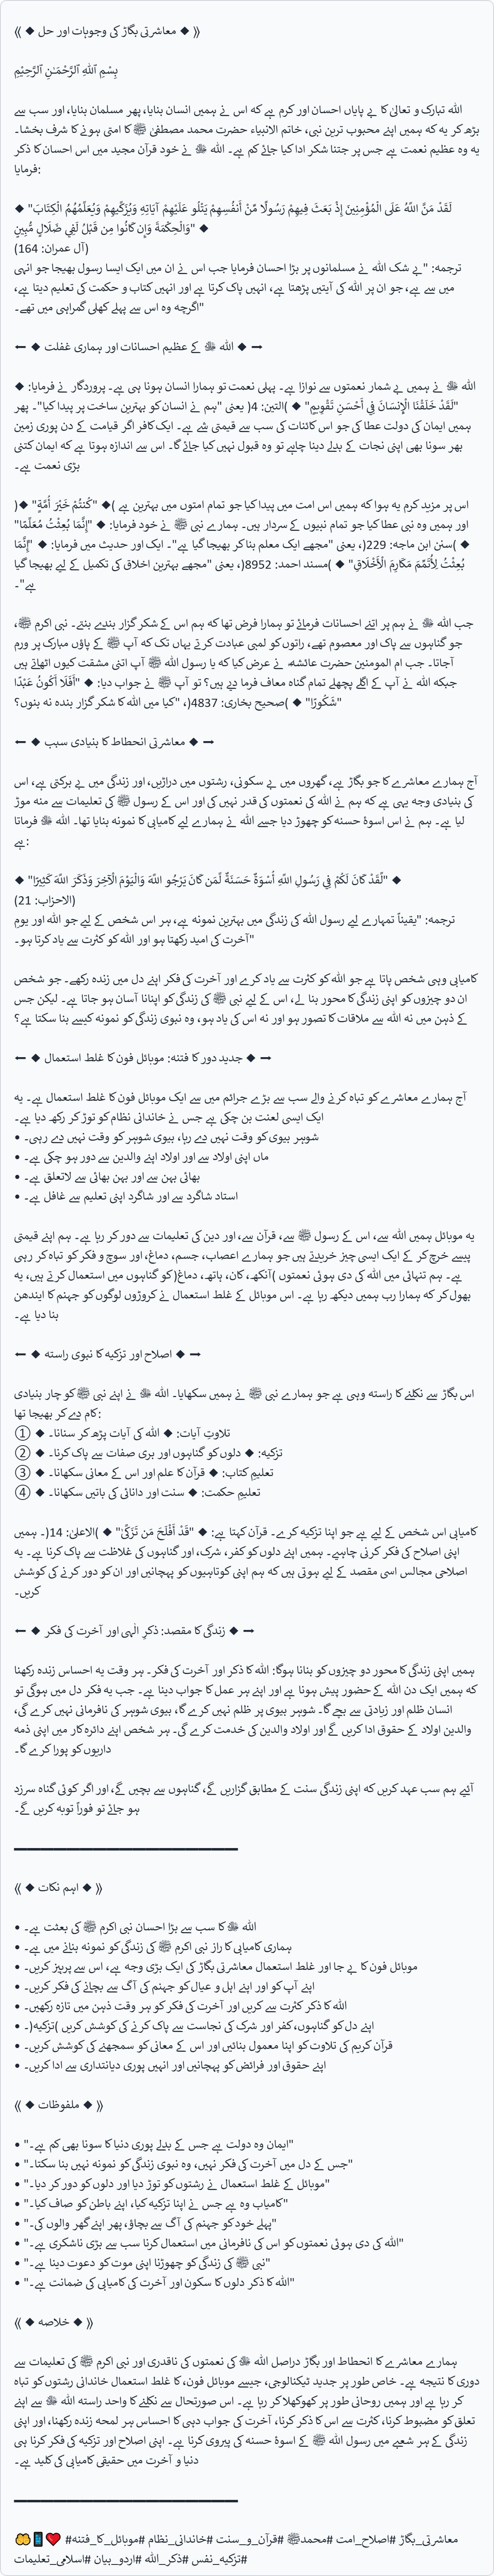 ⟪ ◆ معاشرتی بگاڑ کی وجوہات اور حل ◆ ⟫
بِسْمِ ٱللَّهِ ٱلرَّحْمَـٰنِ ٱلرَّحِيْمِ
اللہ تبارک و تعالیٰ کا بے پایاں احسان اور کرم ہے کہ اس نے ہمیں انسان بنایا، پھر مسلمان بنایا، اور سب سے
بڑھ کر یہ کہ ہمیں اپنے محبوب ترین نبی، خاتم الانبیاء حضرت محمد مصطفیٰ ﷺ کا امتی ہونے کا شرف بخشا۔
یہ وہ عظیم نعمت ہے جس پر جتنا شکر ادا کیا جائے کم ہے۔ اللہ ﷻ نے خود قرآن مجید میں اس احسان کا ذکر
فرمایا:
◆ "لَقَدْ مَنَّ اللَّهُ عَلَى الْمُؤْمِنِينَ إِذْ بَعَثَ فِيهِمْ رَسُولًا مِّنْ أَنفُسِهِمْ يَتْلُو عَلَيْهِمْ آيَاتِهِ وَيُزَكِّيهِمْ وَيُعَلِّمُهُمُ الْكِتَابَ
وَالْحِكْمَةَ وَإِن كَانُوا مِن قَبْلُ لَفِي ضَلَالٍ مُّبِينٍ" ◆
(آل عمران: 164)
ترجمہ: "بے شک اللہ نے مسلمانوں پر بڑا احسان فرمایا جب اس نے ان میں ایک ایسا رسول بھیجا جو انہی
میں سے ہے، جو ان پر اللہ کی آیتیں پڑھتا ہے، انہیں پاک کرتا ہے اور انہیں کتاب و حکمت کی تعلیم دیتا ہے،
اگرچہ وہ اس سے پہلے کھلی گمراہی میں تھے۔"
← ◆ اللہ ﷻ کے عظیم احسانات اور ہماری غفلت ◆ →
اللہ ﷻ نے ہمیں بے شمار نعمتوں سے نوازا ہے۔ پہلی نعمت تو ہمارا انسان ہونا ہی ہے۔ پروردگار نے فرمایا: ◆
"لَقَدْ خَلَقْنَا الْإِنسَانَ فِي أَحْسَنِ تَقْوِيمٍ" ◆ (التین: 4) یعنی "ہم نے انسان کو بہترین ساخت پر پیدا کیا"۔ پھر
ہمیں ایمان کی دولت عطا کی جو اس کائنات کی سب سے قیمتی شے ہے۔ ایک کافر اگر قیامت کے دن پوری زمین
بھر سونا بھی اپنی نجات کے بدلے دینا چاہے تو وہ قبول نہیں کیا جائے گا۔ اس سے اندازہ ہوتا ہے کہ ایمان کتنی
بڑی نعمت ہے۔
اس پر مزید کرم یہ ہوا کہ ہمیں اس امت میں پیدا کیا جو تمام امتوں میں بہترین ہے (◆ "كُنتُمْ خَيْرَ أُمَّةٍ" ◆)
اور ہمیں وہ نبی عطا کیا جو تمام نبیوں کے سردار ہیں۔ ہمارے نبی ﷺ نے خود فرمایا: ◆ "إِنَّمَا بُعِثْتُ مُعَلِّمًا"
◆ (سنن ابن ماجہ: 229)، یعنی "مجھے ایک معلم بنا کر بھیجا گیا ہے"۔ ایک اور حدیث میں فرمایا: ◆ "إِنَّمَا
بُعِثْتُ لِأُتَمِّمَ مَكَارِمَ الْأَخْلَاقِ" ◆ (مسند احمد: 8952)، یعنی "مجھے بہترین اخلاق کی تکمیل کے لیے بھیجا گیا
ہے"۔
جب اللہ ﷻ نے ہم پر اتنے احسانات فرمائے تو ہمارا فرض تھا کہ ہم اس کے شکر گزار بندے بنتے۔ نبی اکرم ﷺ،
جو گناہوں سے پاک اور معصوم تھے، راتوں کو لمبی عبادت کرتے یہاں تک کہ آپ ﷺ کے پاؤں مبارک پر ورم
آجاتا۔ جب ام المومنین حضرت عائشہؓ نے عرض کیا کہ یا رسول اللہ ﷺ آپ اتنی مشقت کیوں اٹھاتے ہیں
جبکہ اللہ نے آپ کے اگلے پچھلے تمام گناہ معاف فرما دیے ہیں؟ تو آپ ﷺ نے جواب دیا: ◆ "أَفَلَا أَكُونُ عَبْدًا
شَكُورًا" ◆ (صحیح بخاری: 4837)، "کیا میں اللہ کا شکر گزار بندہ نہ بنوں؟"
← ◆ معاشرتی انحطاط کا بنیادی سبب ◆ →
آج ہمارے معاشرے کا جو بگاڑ ہے، گھروں میں بے سکونی، رشتوں میں دراڑیں، اور زندگی میں بے برکتی ہے، اس
کی بنیادی وجہ یہی ہے کہ ہم نے اللہ کی نعمتوں کی قدر نہیں کی اور اس کے رسول ﷺ کی تعلیمات سے منہ موڑ
لیا ہے۔ ہم نے اس اسوۂ حسنہ کو چھوڑ دیا جسے اللہ نے ہمارے لیے کامیابی کا نمونہ بنایا تھا۔ اللہ ﷻ فرماتا
ہے:
◆ "لَّقَدْ كَانَ لَكُمْ فِي رَسُولِ اللَّهِ أُسْوَةٌ حَسَنَةٌ لِّمَن كَانَ يَرْجُو اللَّهَ وَالْيَوْمَ الْآخِرَ وَذَكَرَ اللَّهَ كَثِيرًا" ◆
(الاحزاب: 21)
ترجمہ: "یقیناً تمہارے لیے رسول اللہ کی زندگی میں بہترین نمونہ ہے، ہر اس شخص کے لیے جو اللہ اور یومِ
آخرت کی امید رکھتا ہو اور اللہ کو کثرت سے یاد کرتا ہو۔"
کامیابی وہی شخص پاتا ہے جو اللہ کو کثرت سے یاد کرے اور آخرت کی فکر اپنے دل میں زندہ رکھے۔ جو شخص
ان دو چیزوں کو اپنی زندگی کا محور بنا لے، اس کے لیے نبی ﷺ کی زندگی کو اپنانا آسان ہو جاتا ہے۔ لیکن جس
کے ذہن میں نہ اللہ سے ملاقات کا تصور ہو اور نہ اس کی یاد ہو، وہ نبوی زندگی کو نمونہ کیسے بنا سکتا ہے؟
← ◆ جدید دور کا فتنہ: موبائل فون کا غلط استعمال ◆ →
آج ہمارے معاشرے کو تباہ کرنے والے سب سے بڑے جرائم میں سے ایک موبائل فون کا غلط استعمال ہے۔ یہ
ایک ایسی لعنت بن چکی ہے جس نے خاندانی نظام کو توڑ کر رکھ دیا ہے۔
• شوہر بیوی کو وقت نہیں دے رہا، بیوی شوہر کو وقت نہیں دے رہی۔
• ماں اپنی اولاد سے اور اولاد اپنے والدین سے دور ہو چکی ہے۔
• بھائی بہن سے اور بہن بھائی سے لاتعلق ہے۔
• استاد شاگرد سے اور شاگرد اپنی تعلیم سے غافل ہے۔
یہ موبائل ہمیں اللہ سے، اس کے رسول ﷺ سے، قرآن سے، اور دین کی تعلیمات سے دور کر رہا ہے۔ ہم اپنے قیمتی
پیسے خرچ کر کے ایک ایسی چیز خریدتے ہیں جو ہمارے اعصاب، جسم، دماغ، اور سوچ و فکر کو تباہ کر رہی
ہے۔ ہم تنہائی میں اللہ کی دی ہوئی نعمتوں (آنکھ، کان، ہاتھ، دماغ) کو گناہوں میں استعمال کرتے ہیں، یہ
بھول کر کہ ہمارا رب ہمیں دیکھ رہا ہے۔ اس موبائل کے غلط استعمال نے کروڑوں لوگوں کو جہنم کا ایندھن
بنا دیا ہے۔
← ◆ اصلاح اور تزکیہ کا نبوی راستہ ◆ →
اس بگاڑ سے نکلنے کا راستہ وہی ہے جو ہمارے نبی ﷺ نے ہمیں سکھایا۔ اللہ ﷻ نے اپنے نبی ﷺ کو چار بنیادی
کام دے کر بھیجا تھا:
① ◆ تلاوتِ آیات: ◆ اللہ کی آیات پڑھ کر سنانا۔
② ◆ تزکیہ: ◆ دلوں کو گناہوں اور بری صفات سے پاک کرنا۔
③ ◆ تعلیمِ کتاب: ◆ قرآن کا علم اور اس کے معانی سکھانا۔
④ ◆ تعلیمِ حکمت: ◆ سنت اور دانائی کی باتیں سکھانا۔
کامیابی اس شخص کے لیے ہے جو اپنا تزکیہ کرے۔ قرآن کہتا ہے: ◆ "قَدْ أَفْلَحَ مَن تَزَكَّىٰ" ◆ (الاعلیٰ: 14)۔ ہمیں
اپنی اصلاح کی فکر کرنی چاہیے۔ ہمیں اپنے دلوں کو کفر، شرک، اور گناہوں کی غلاظت سے پاک کرنا ہے۔ یہ
اصلاحی مجالس اسی مقصد کے لیے ہوتی ہیں کہ ہم اپنی کوتاہیوں کو پہچانیں اور ان کو دور کرنے کی کوشش
کریں۔
← ◆ زندگی کا مقصد: ذکرِ الٰہی اور آخرت کی فکر ◆ →
ہمیں اپنی زندگی کا محور دو چیزوں کو بنانا ہوگا: اللہ کا ذکر اور آخرت کی فکر۔ ہر وقت یہ احساس زندہ رکھنا
کہ ہمیں ایک دن اللہ کے حضور پیش ہونا ہے اور اپنے ہر عمل کا جواب دینا ہے۔ جب یہ فکر دل میں ہوگی تو
انسان ظلم اور زیادتی سے بچے گا۔ شوہر بیوی پر ظلم نہیں کرے گا، بیوی شوہر کی نافرمانی نہیں کرے گی،
والدین اولاد کے حقوق ادا کریں گے اور اولاد والدین کی خدمت کرے گی۔ ہر شخص اپنے دائرہ کار میں اپنی ذمہ
داریوں کو پورا کرے گا۔
آئیے ہم سب عہد کریں کہ اپنی زندگی سنت کے مطابق گزاریں گے، گناہوں سے بچیں گے، اور اگر کوئی گناہ سرزد
ہو جائے تو فوراً توبہ کریں گے۔
⟪ ◆ اہم نکات ◆ ⟫
• اللہ ﷻ کا سب سے بڑا احسان نبی اکرم ﷺ کی بعثت ہے۔
• ہماری کامیابی کا راز نبی اکرم ﷺ کی زندگی کو نمونہ بنانے میں ہے۔
• موبائل فون کا بے جا اور غلط استعمال معاشرتی بگاڑ کی ایک بڑی وجہ ہے، اس سے پرہیز کریں۔
• اپنے آپ کو اور اپنے اہل و عیال کو جہنم کی آگ سے بچانے کی فکر کریں۔
• اللہ کا ذکر کثرت سے کریں اور آخرت کی فکر کو ہر وقت ذہن میں تازہ رکھیں۔
• اپنے دل کو گناہوں، کفر اور شرک کی نجاست سے پاک کرنے کی کوشش کریں (تزکیہ)۔
• قرآن کریم کی تلاوت کو اپنا معمول بنائیں اور اس کے معانی کو سمجھنے کی کوشش کریں۔
• اپنے حقوق اور فرائض کو پہچانیں اور انہیں پوری دیانتداری سے ادا کریں۔
⟪ ◆ ملفوظات ◆ ⟫
• "ایمان وہ دولت ہے جس کے بدلے پوری دنیا کا سونا بھی کم ہے۔"
• "جس کے دل میں آخرت کی فکر نہیں، وہ نبوی زندگی کو نمونہ نہیں بنا سکتا۔"
• "موبائل کے غلط استعمال نے رشتوں کو توڑ دیا اور دلوں کو دور کر دیا۔"
• "کامیاب وہ ہے جس نے اپنا تزکیہ کیا، اپنے باطن کو صاف کیا۔"
• "پہلے خود کو جہنم کی آگ سے بچاؤ، پھر اپنے گھر والوں کی۔"
• "اللہ کی دی ہوئی نعمتوں کو اس کی نافرمانی میں استعمال کرنا سب سے بڑی ناشکری ہے۔"
• "نبی ﷺ کی زندگی کو چھوڑنا اپنی موت کو دعوت دینا ہے۔"
• "اللہ کا ذکر دلوں کا سکون اور آخرت کی کامیابی کی ضمانت ہے۔"
⟪ ◆ خلاصہ ◆ ⟫
ہمارے معاشرے کا انحطاط اور بگاڑ دراصل اللہ ﷻ کی نعمتوں کی ناقدری اور نبی اکرم ﷺ کی تعلیمات سے
دوری کا نتیجہ ہے۔ خاص طور پر جدید ٹیکنالوجی، جیسے موبائل فون، کا غلط استعمال خاندانی رشتوں کو تباہ
کر رہا ہے اور ہمیں روحانی طور پر کھوکھلا کر رہا ہے۔ اس صورتحال سے نکلنے کا واحد راستہ اللہ ﷻ سے اپنے
تعلق کو مضبوط کرنا، کثرت سے اس کا ذکر کرنا، آخرت کی جواب دہی کا احساس ہر لمحہ زندہ رکھنا، اور اپنی
زندگی کے ہر شعبے میں رسول اللہ ﷺ کے اسوۂ حسنہ کی پیروی کرنا ہے۔ اپنی اصلاح اور تزکیہ کی فکر کرنا ہی
دنیا و آخرت میں حقیقی کامیابی کی کلید ہے۔
🤲📱❤️ #معاشرتی_بگاڑ #اصلاح_امت #محمدﷺ #قرآن_و_سنت #خاندانی_نظام #موبائل_کا_فتنہ
#تزکیہ_نفس #ذکر_اللہ #اردو_بیان #اسلامی_تعلیمات